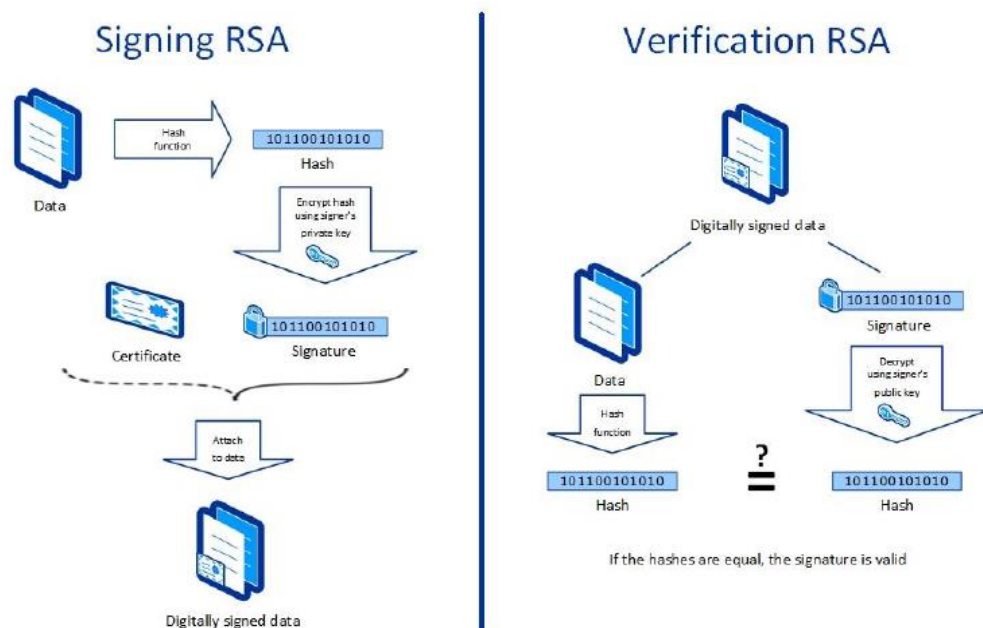 Signing RSA
Data
Hash
function
101100101010
Hash
Encrypt hash
using signer's
private key
Certificate
101100101010
Signature
Attach
to data
Digitally signed data
Verification RSA
Digitally signed data
Data
101100101010
Signature
Hash
function
Decrypt
using signer's
public key
101100101010
Hash
?
=
101100101010
Hash
If the hashes are equal, the signature is valid